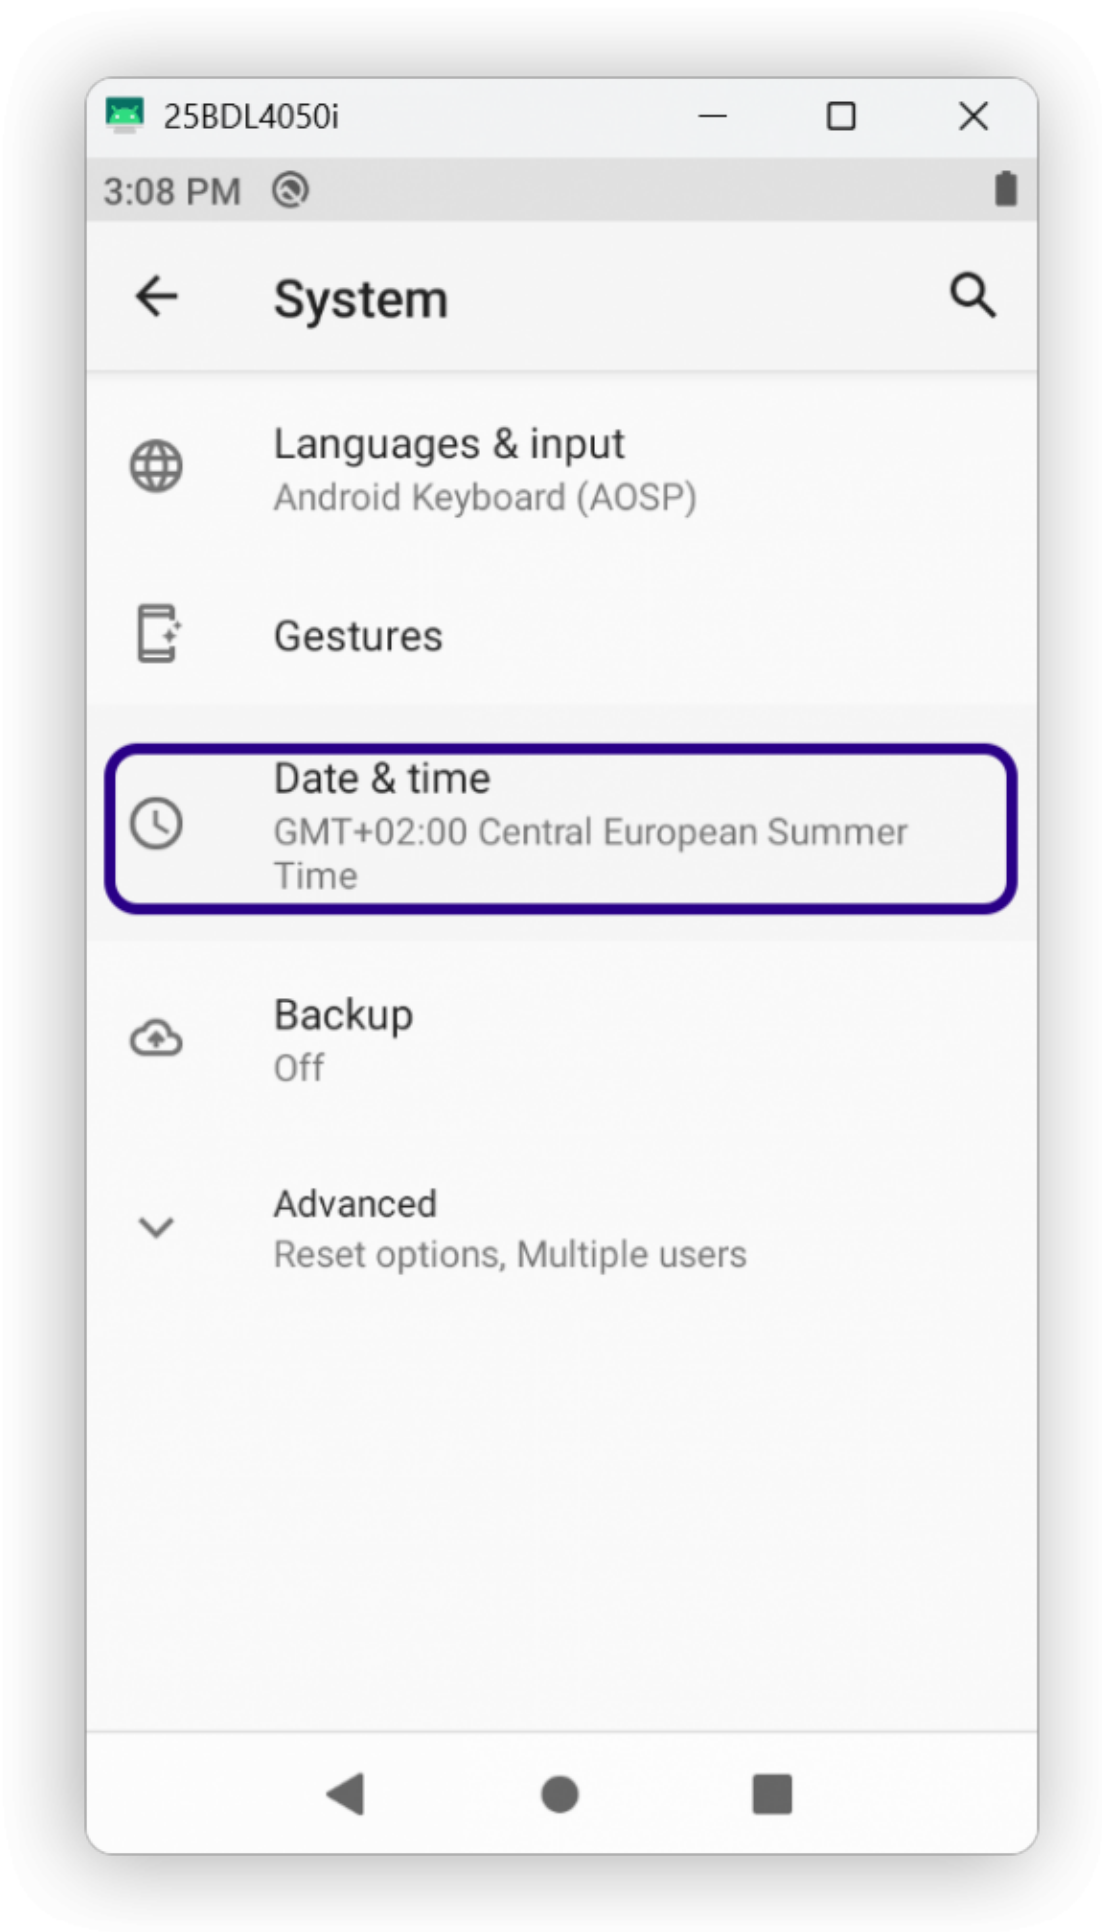 25BDL4050i
3:08 PM
System
Languages & input
Android Keyboard (AOSP)
Gestures
Date & time
GMT+02:00 Central European Summer
Time
Backup
Off
Advanced
Reset options, Multiple users